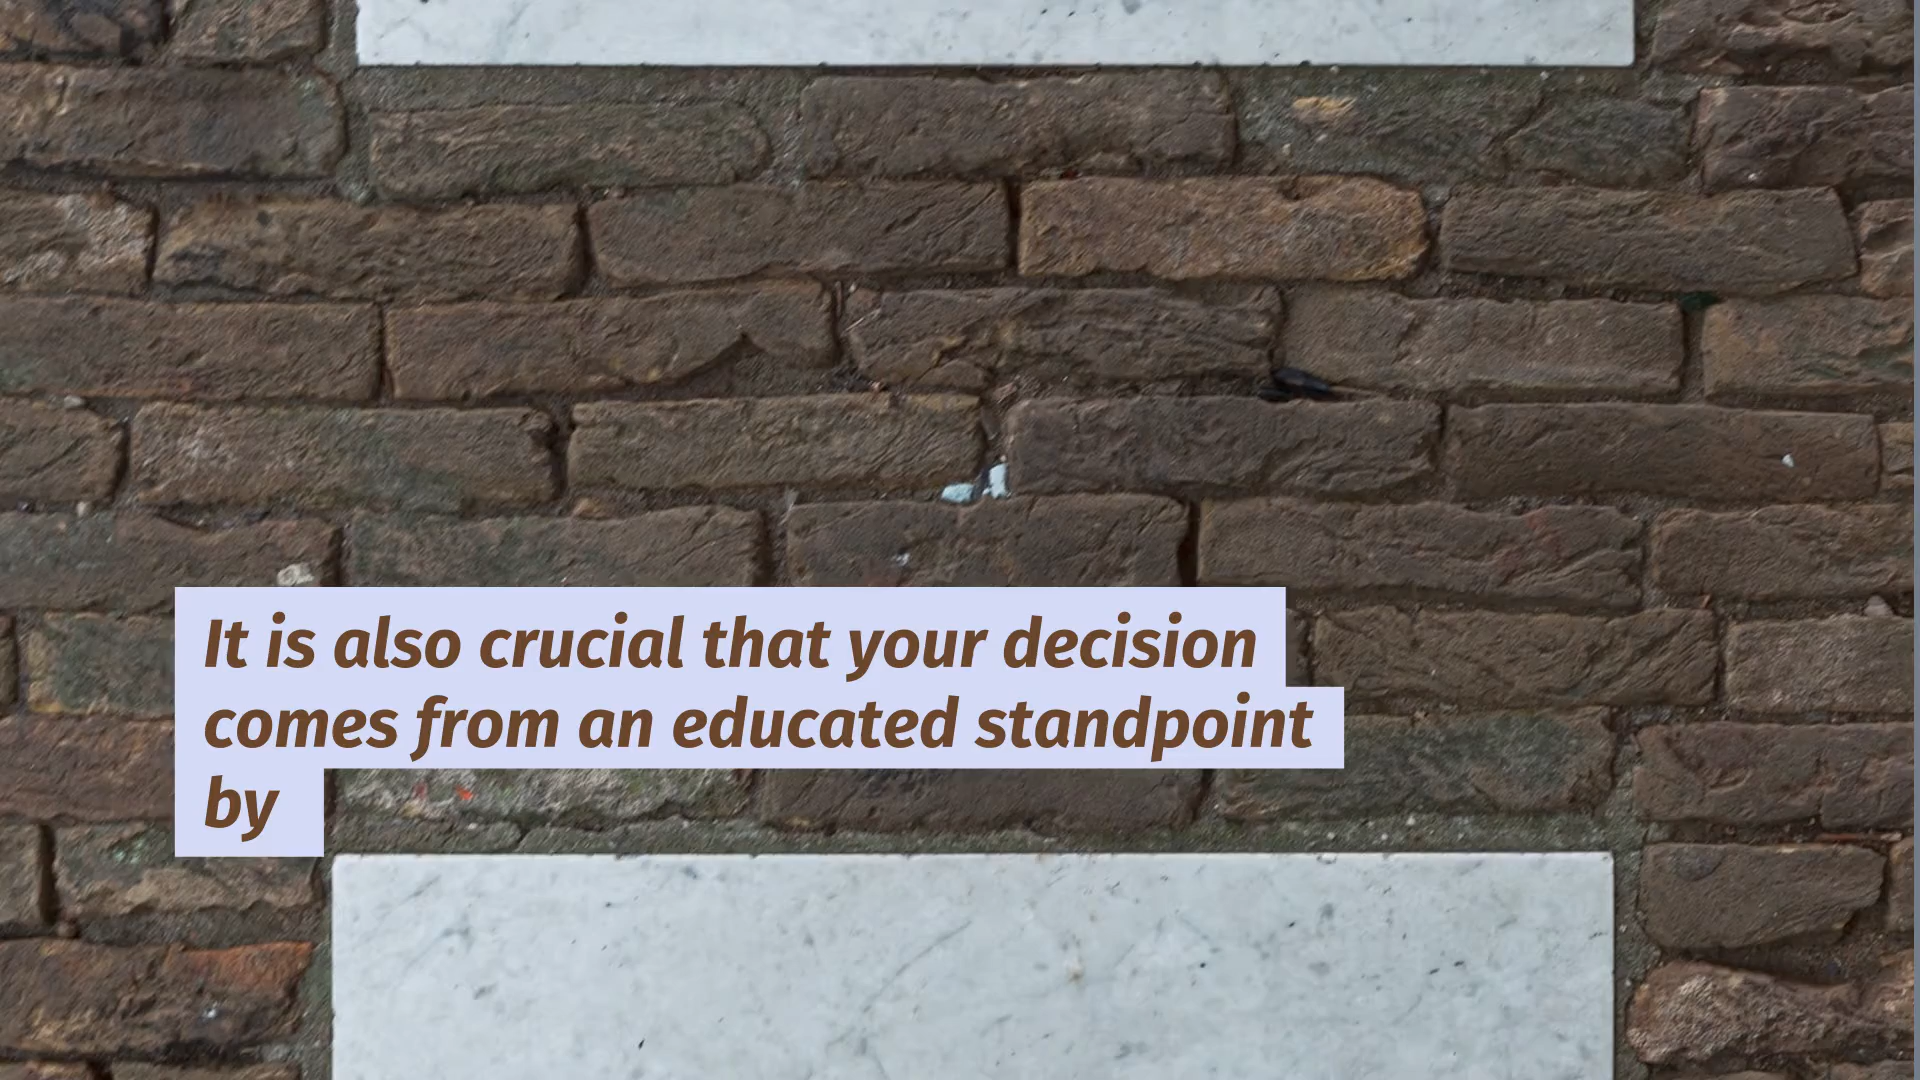 It is also crucial that your decision
comes from an educated standpoint
by